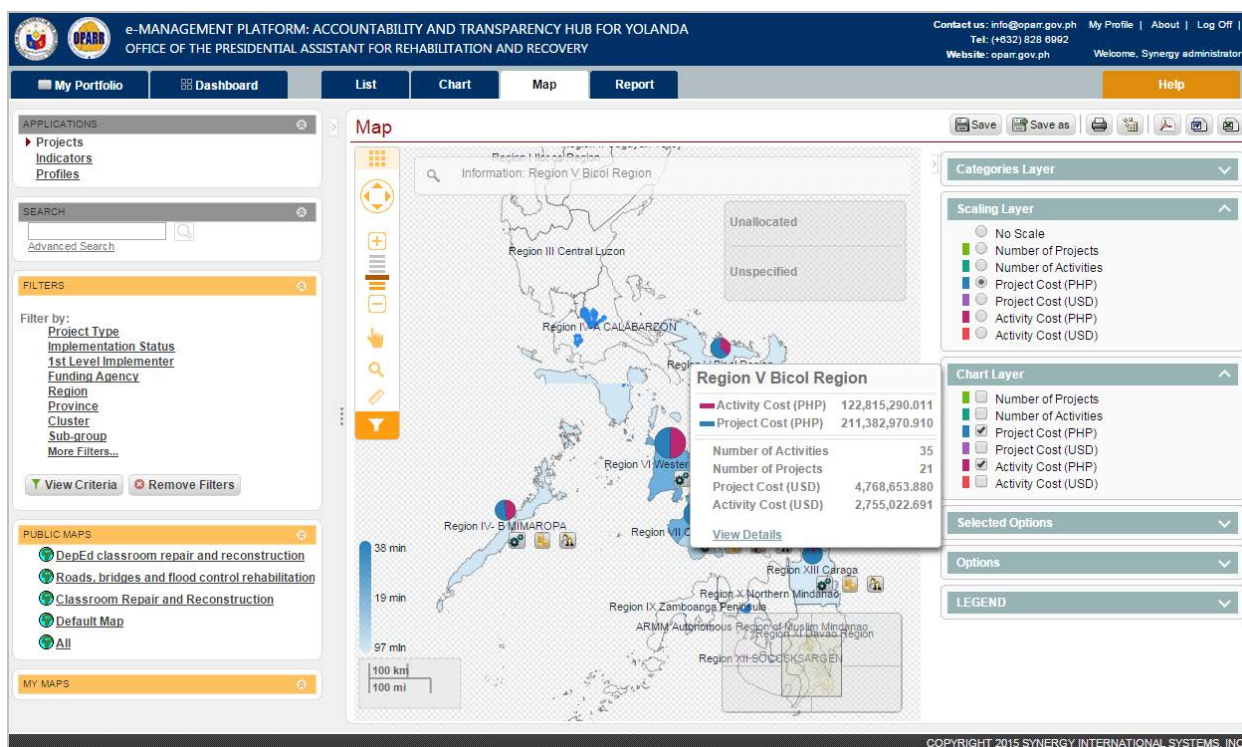 e-MANAGEMENT PLATFORM: ACCOUNTABILITY AND TRANSPARENCY HUB FOR YOLANDA
OFFICE OF THE PRESIDENTIAL ASSISTANT FOR REHABILITATION AND RECOVERY
OPARR
Contact us: info@oparr.gov.ph
Tel: (+632) 828 6992
Website: oparr.gov.ph
My Profile | About | Log Off |
Welcome, Synergy administrator
My Portfolio
Dashboard
List
Chart
Map
Report
Help
APPLICATIONS
Projects
Indicators
Profiles
SEARCH
Advanced Search
FILTERS
Filter by:
Project Type
Implementation Status
1st Level Implementer
Funding Agency
Region
Province
Cluster
Sub-group
More Filters...
View Criteria
Remove Filters
PUBLIC MAPS
DepEd classroom repair and reconstruction
Roads, bridges and flood control rehabilitation
Classroom Repair and Reconstruction
Default Map
All
MY MAPS
Map
Save
Save as
Information: Region V Bicol Region
Unallocated
Unspecified
Region III Central Luzon
Region IV-A CALABARZON
Region V Bicol Region
Region VI Wester
Region IV- B MIMAROPA
Region VII C
Region XIII Caraga
Region X Northern Mindanao
Region IX Zamboanga Peninsula
ARMM Autonomous Region of Muslim Mindanao
Region XI Davao Region
Region XII SOCCSKSARGEN
Region V Bicol Region
Activity Cost (PHP) 122,815,290.011
Project Cost (PHP) 211,382,970.910
Number of Activities 35
Number of Projects 21
Project Cost (USD) 4,768,653.880
Activity Cost (USD) 2,755,022.691
View Details
38 mln
19 mln
97 mln
100 km
100 mi
Categories Layer
Scaling Layer
No Scale
Number of Projects
Number of Activities
Project Cost (PHP)
Project Cost (USD)
Activity Cost (PHP)
Activity Cost (USD)
Chart Layer
Number of Projects
Number of Activities
Project Cost (PHP)
Project Cost (USD)
Activity Cost (PHP)
Activity Cost (USD)
Selected Options
Options
LEGEND
COPYRIGHT 2015 SYNERGY INTERNATIONAL SYSTEMS, INC